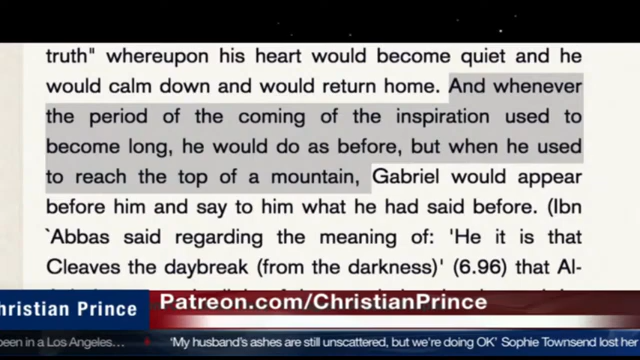 truth" whereupon his heart would become quiet and he
would calm down and would return home. And whenever
the period of the coming of the inspiration used to
become long, he would do as before, but when he used
to reach the top of a mountain, Gabriel would appear
before him and say to him what he had said before. (Ibn
`Abbas said regarding the meaning of: 'He it is that
Cleaves the daybreak (from the darkness)' (6.96) that Al-
Christian Prince
Patreon.com/ChristianPrince
been in a Los Angeles...
'My husband's ashes are still unscattered, but we're doing OK' Sophie Townsend lost her